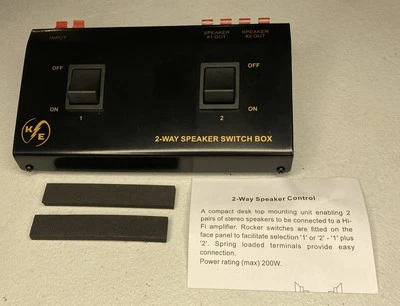 INPUT
SPEAKER
#1 OUT
SPEAKER
#2 OUT
OFF
OFF
ON
ON
1
2
KE
2-WAY SPEAKER SWITCH BOX
2-Way Speaker Control
A compact desk top mounting unit enabling 2
pairs of stereo speakers to be connected to a Hi-
Fi amplifier. Rocker switches are fitted on the
face panel to facilitate selection '1' or '2' - '1' plus
'2'. Spring loaded terminals provide easy
connection.
Power rating (max) 200W.